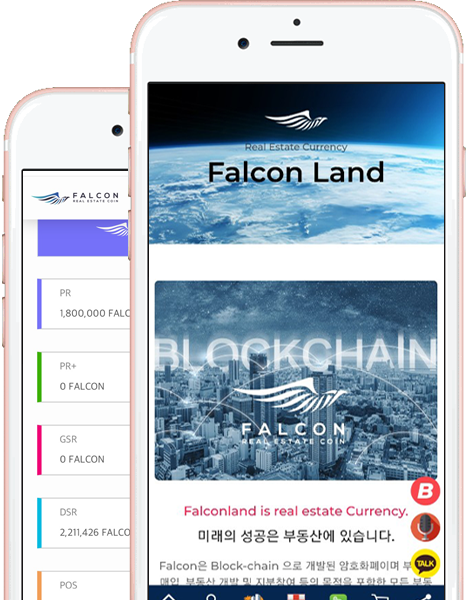 FALCON
REAL ESTATE COIN
PR
1,800,000 FALC
PR+
0 FALCON
GSR
0 FALCON
DSR
2,211,426 FALCO
POS
Real Estate Currency
Falcon Land
BLOCKCHAIN
FALCON
REAL ESTATE COIN
Falconland is real estate Currency.
미래의 성공은 부동산에 있습니다.
Falcon은 Block-chain 으로 개발된 암호화폐이며 부
매입, 부동산 개발 및 지분참여 등의 목적을 포함한 모든 부동
B
TALK